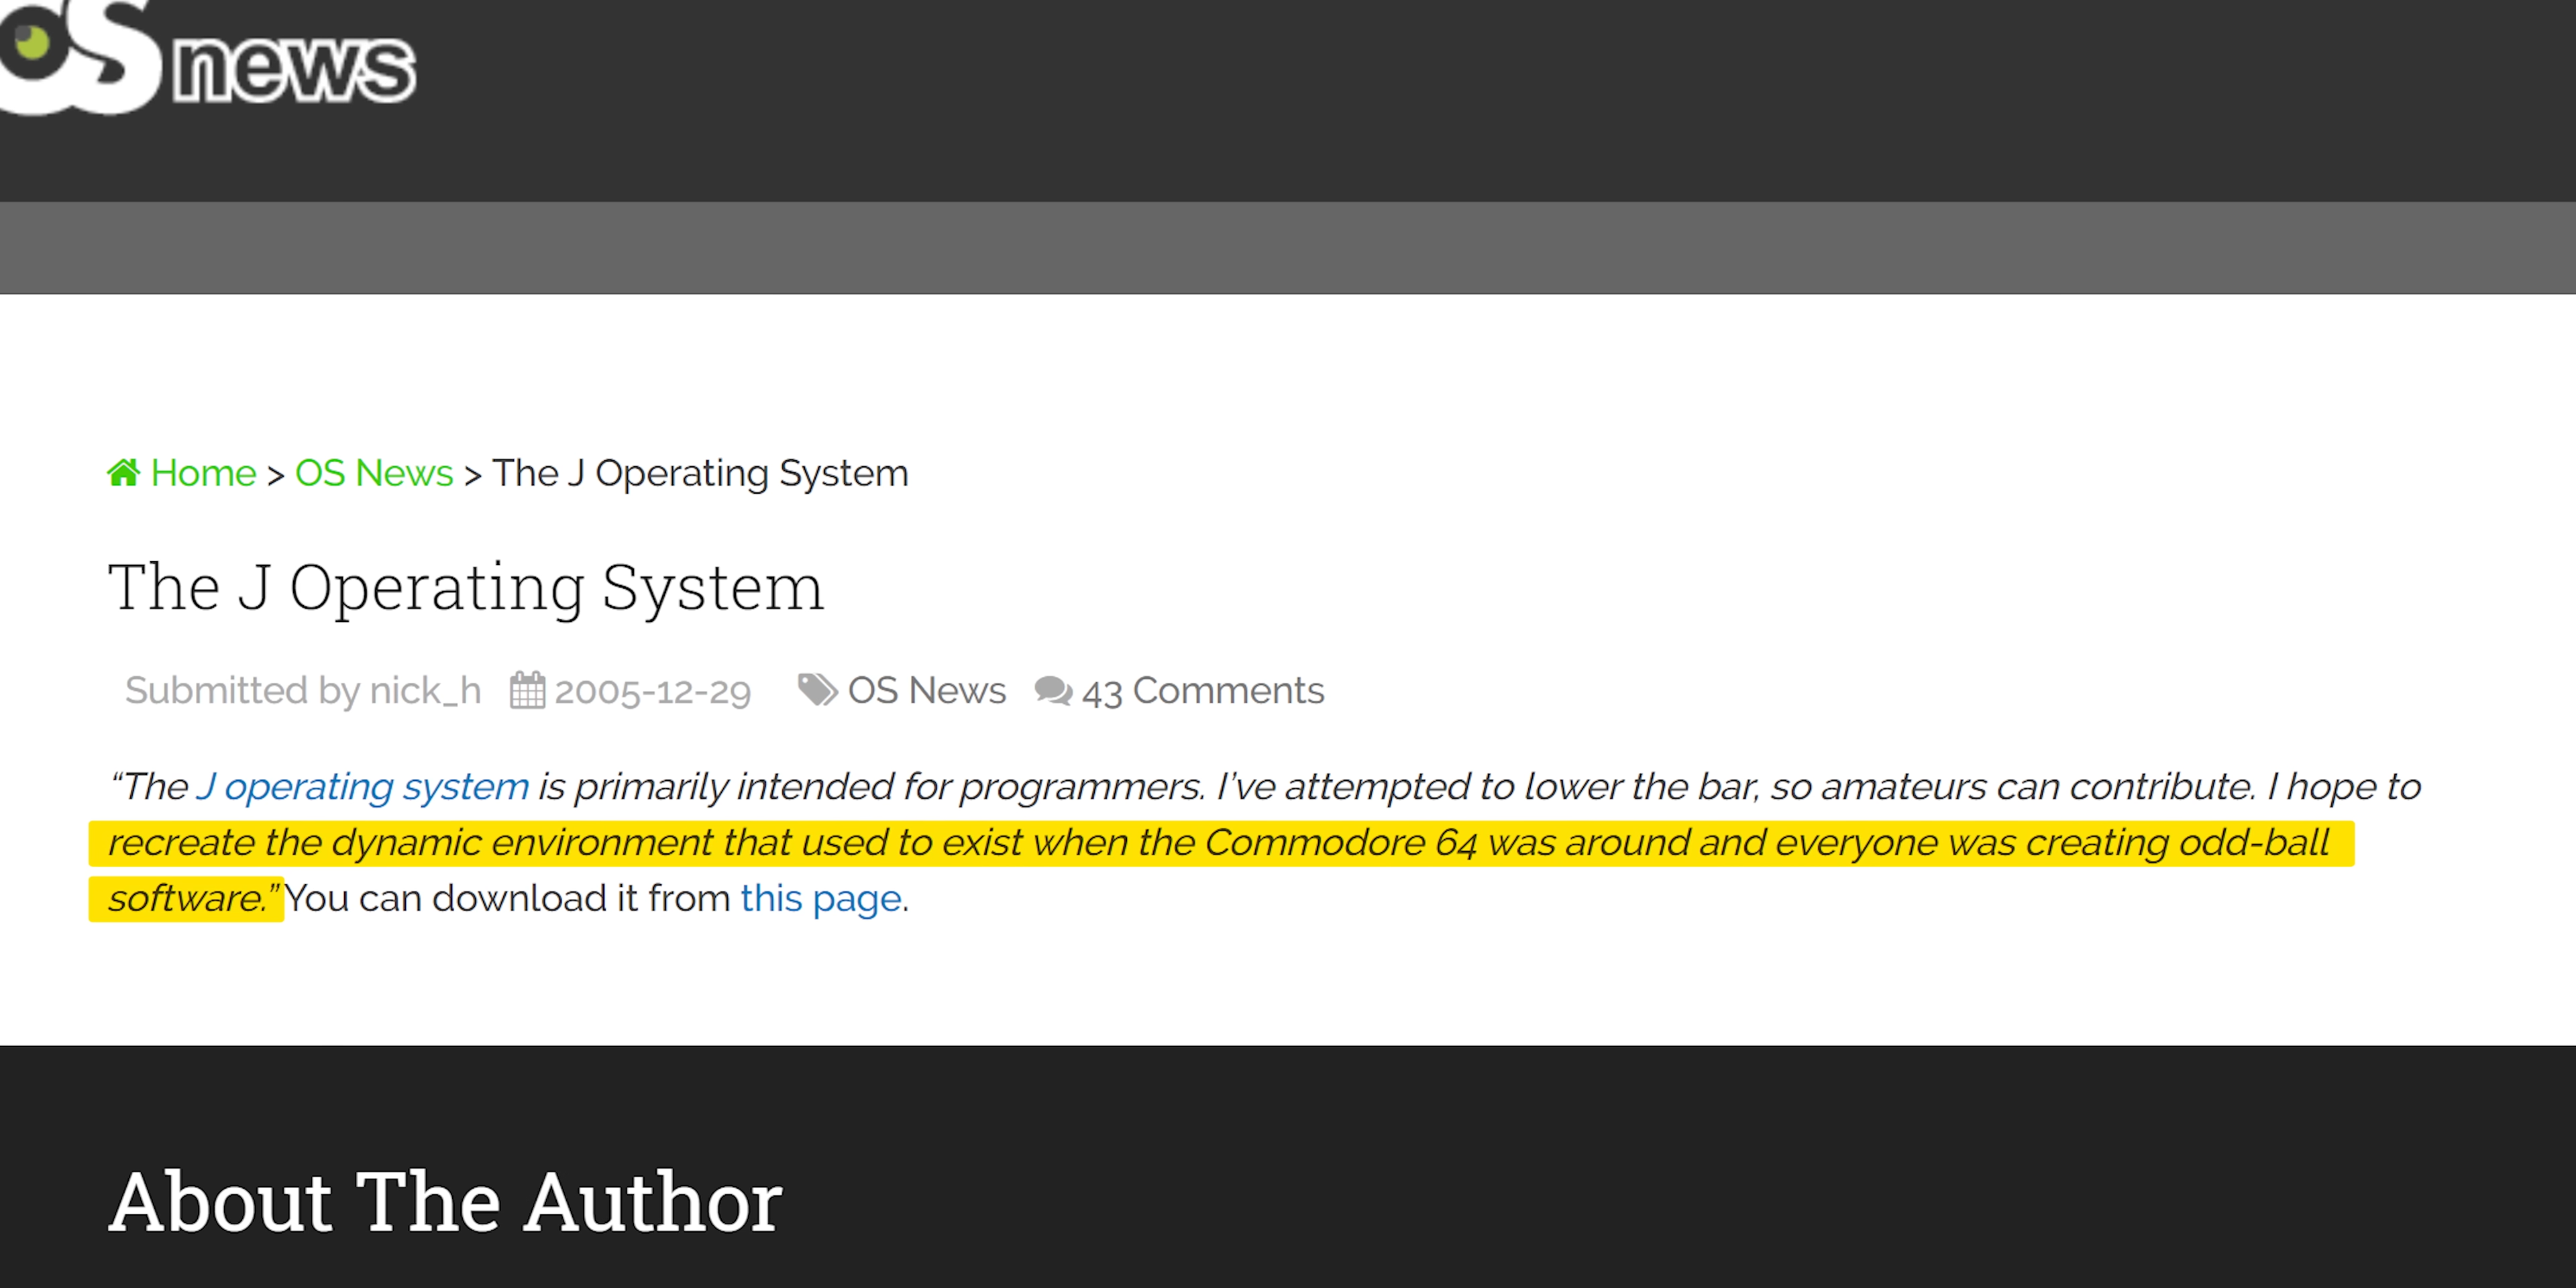 OSnews
Home > OS News > The J Operating System
The J Operating System
Submitted by nick_h 2005-12-29 OS News 43 Comments
“The J operating system is primarily intended for programmers. I’ve attempted to lower the bar, so amateurs can contribute. I hope to
recreate the dynamic environment that used to exist when the Commodore 64 was around and everyone was creating odd-ball
software.” You can download it from this page.
About The Author